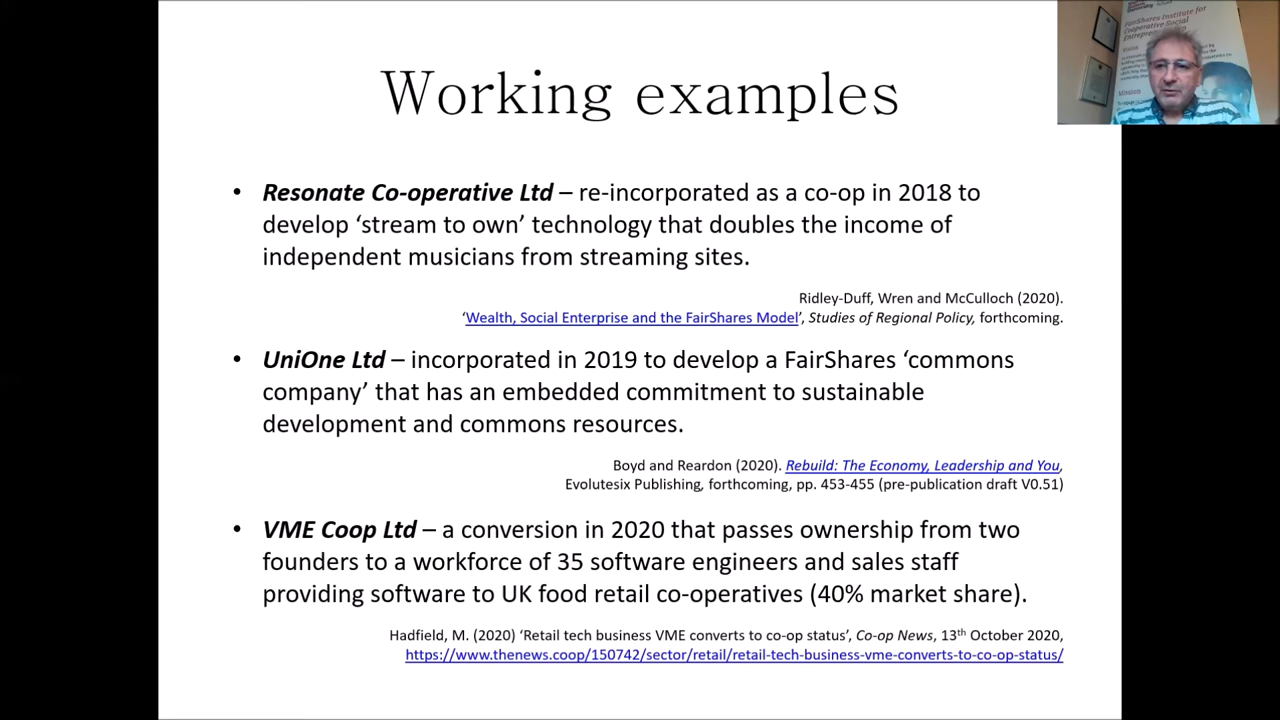 Working examples
FairShares Institute for
Cooperative Social
Vision
Mission
• Resonate Co-operative Ltd – re-incorporated as a co-op in 2018 to
develop ‘stream to own’ technology that doubles the income of
independent musicians from streaming sites.
Ridley-Duff, Wren and McCulloch (2020).
‘Wealth, Social Enterprise and the FairShares Model’, Studies of Regional Policy, forthcoming.
• UniOne Ltd – incorporated in 2019 to develop a FairShares ‘commons
company’ that has an embedded commitment to sustainable
development and commons resources.
Boyd and Reardon (2020). Rebuild: The Economy, Leadership and You,
Evolutesix Publishing, forthcoming, pp. 453-455 (pre-publication draft V0.51)
• VME Coop Ltd – a conversion in 2020 that passes ownership from two
founders to a workforce of 35 software engineers and sales staff
providing software to UK food retail co-operatives (40% market share).
Hadfield, M. (2020) ‘Retail tech business VME converts to co-op status’, Co-op News, 13th October 2020,
https://www.thenews.coop/150742/sector/retail/retail-tech-business-vme-converts-to-co-op-status/